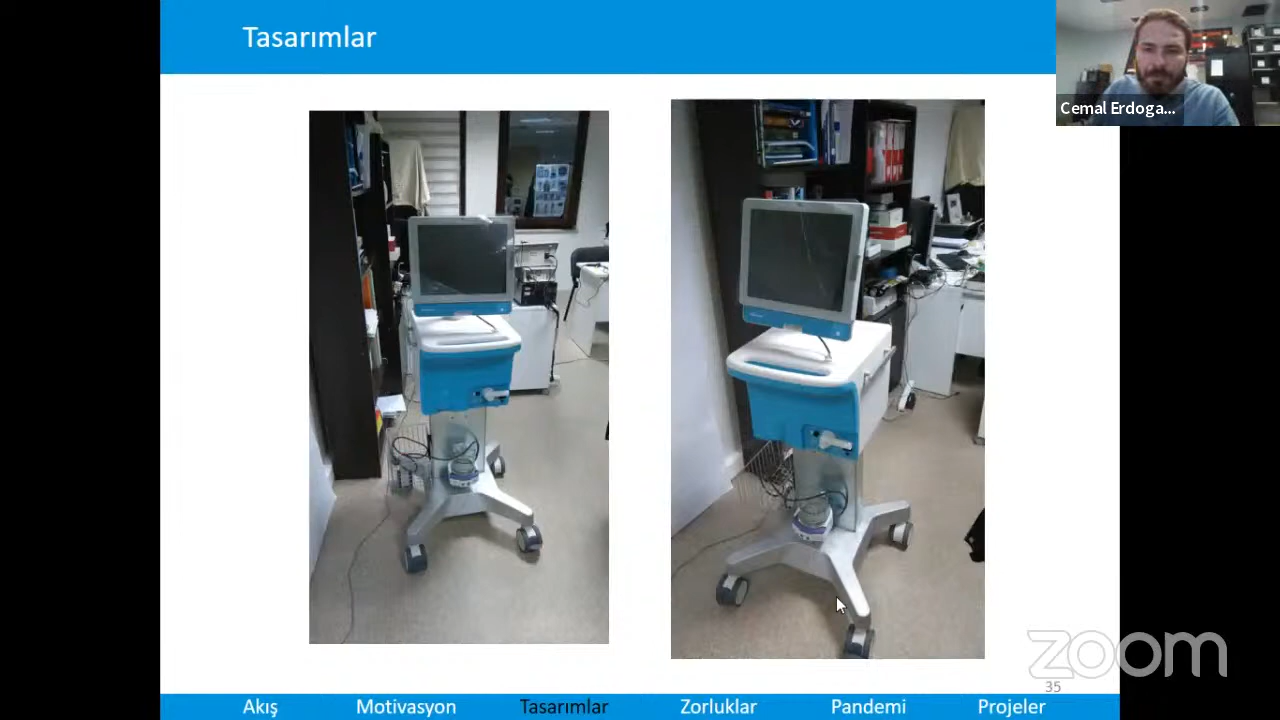 Tasarımlar
Cemal Erdoga...
zoom
35
Akış Motivasyon Tasarımlar Zorluklar Pandemi Projeler